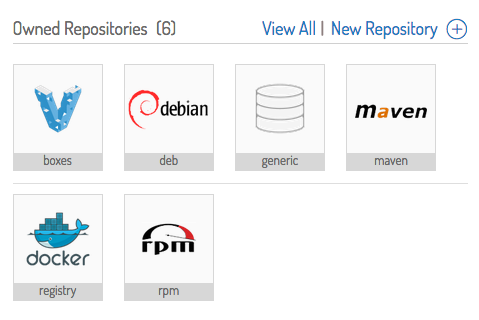 Owned Repositories (6) View All | New Repository
debian maven
boxes deb generic maven
docker rpm
registry rpm